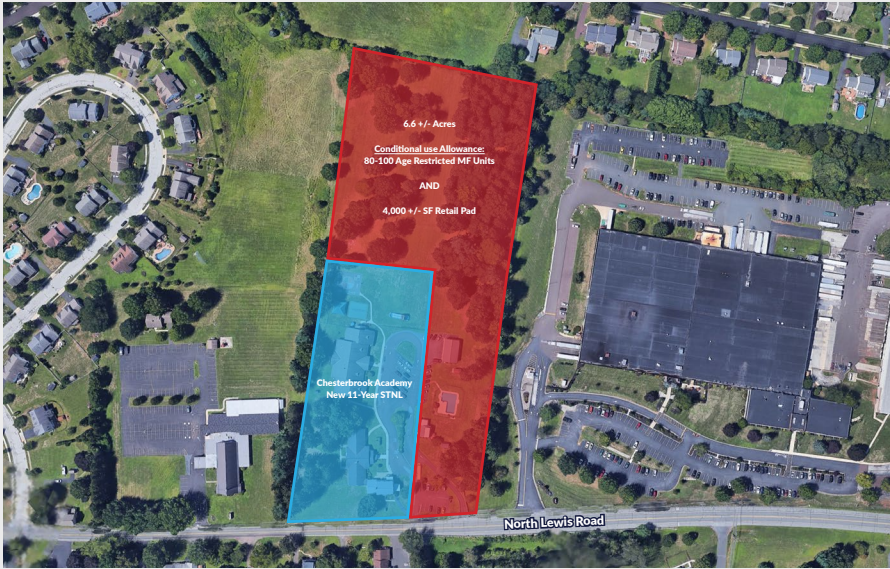 6.6 +/- Acres
Conditional use Allowance:
80-100 Age Restricted MF Units
AND
4,000 +/- SF Retail Pad
Chesterbrook Academy
New 11-Year STNL
North Lewis Road